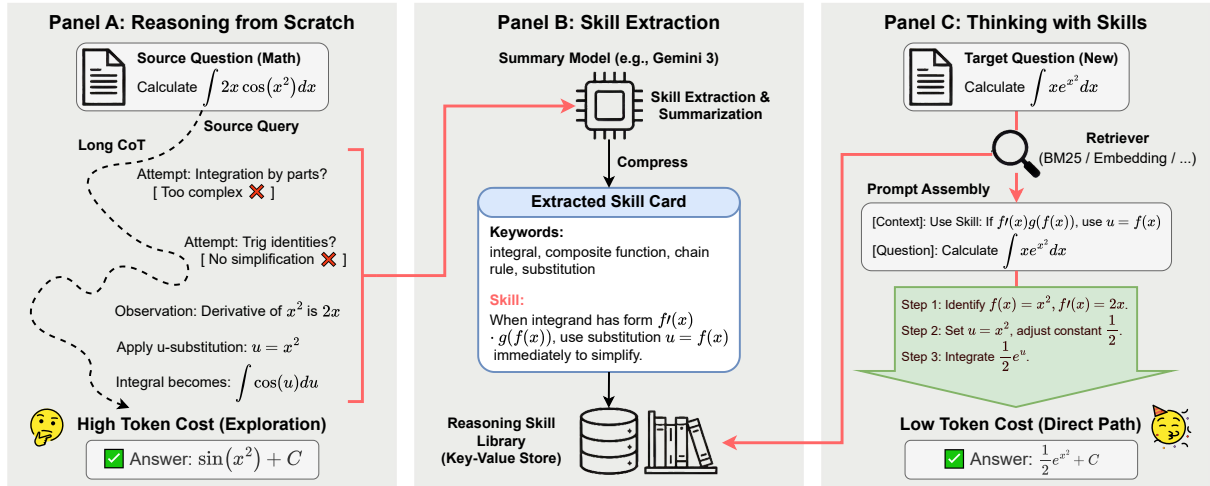 Panel A: Reasoning from Scratch
Source Question (Math)
Calculate ∫ 2x cos(x²)dx
Source Query
Long CoT
Attempt: Integration by parts?
[ Too complex ❌ ]
Attempt: Trig identities?
[ No simplification ❌ ]
Observation: Derivative of x² is 2x
Apply u-substitution: u = x²
Integral becomes: ∫ cos(u)du
High Token Cost (Exploration)
✅ Answer: sin(x²) + C
Panel B: Skill Extraction
Summary Model (e.g., Gemini 3)
Skill Extraction &
Summarization
Compress
Extracted Skill Card
Keywords:
integral, composite function, chain
rule, substitution
Skill:
When integrand has form f′(x)
· g(f(x)), use substitution u = f(x)
immediately to simplify.
Reasoning Skill
Library
(Key-Value Store)
Panel C: Thinking with Skills
Target Question (New)
Calculate ∫ xe^{x²}dx
Retriever
(BM25 / Embedding / ...)
Prompt Assembly
[Context]: Use Skill: If f′(x)g(f(x)), use u = f(x)
[Question]: Calculate ∫ xe^{x²}dx
Step 1: Identify f(x) = x², f′(x) = 2x.
Step 2: Set u = x², adjust constant 1/2.
Step 3: Integrate 1/2 e^u.
Low Token Cost (Direct Path)
✅ Answer: 1/2 e^{x²} + C